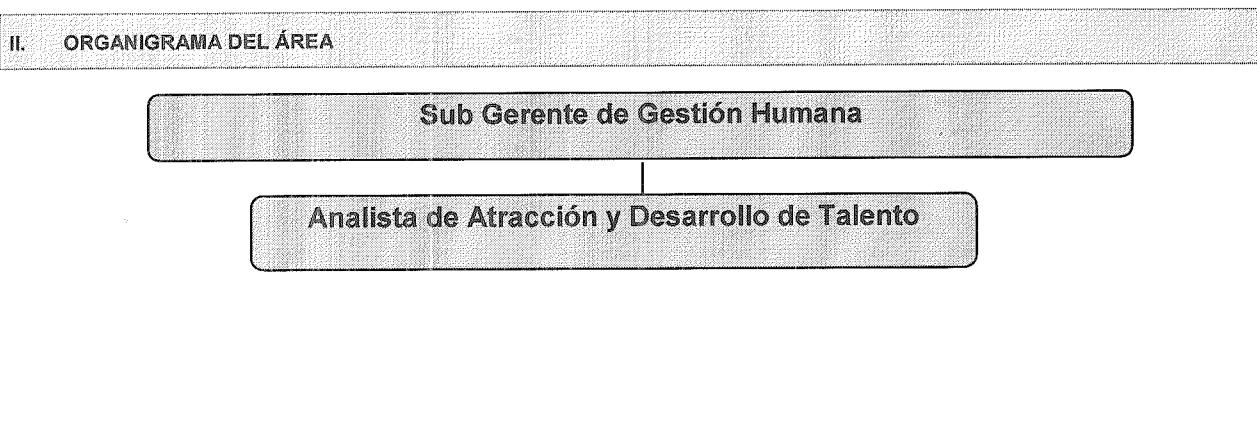 II. ORGANIGRAMA DEL ÁREA
Sub Gerente de Gestión Humana
Analista de Atracción y Desarrollo de Talento